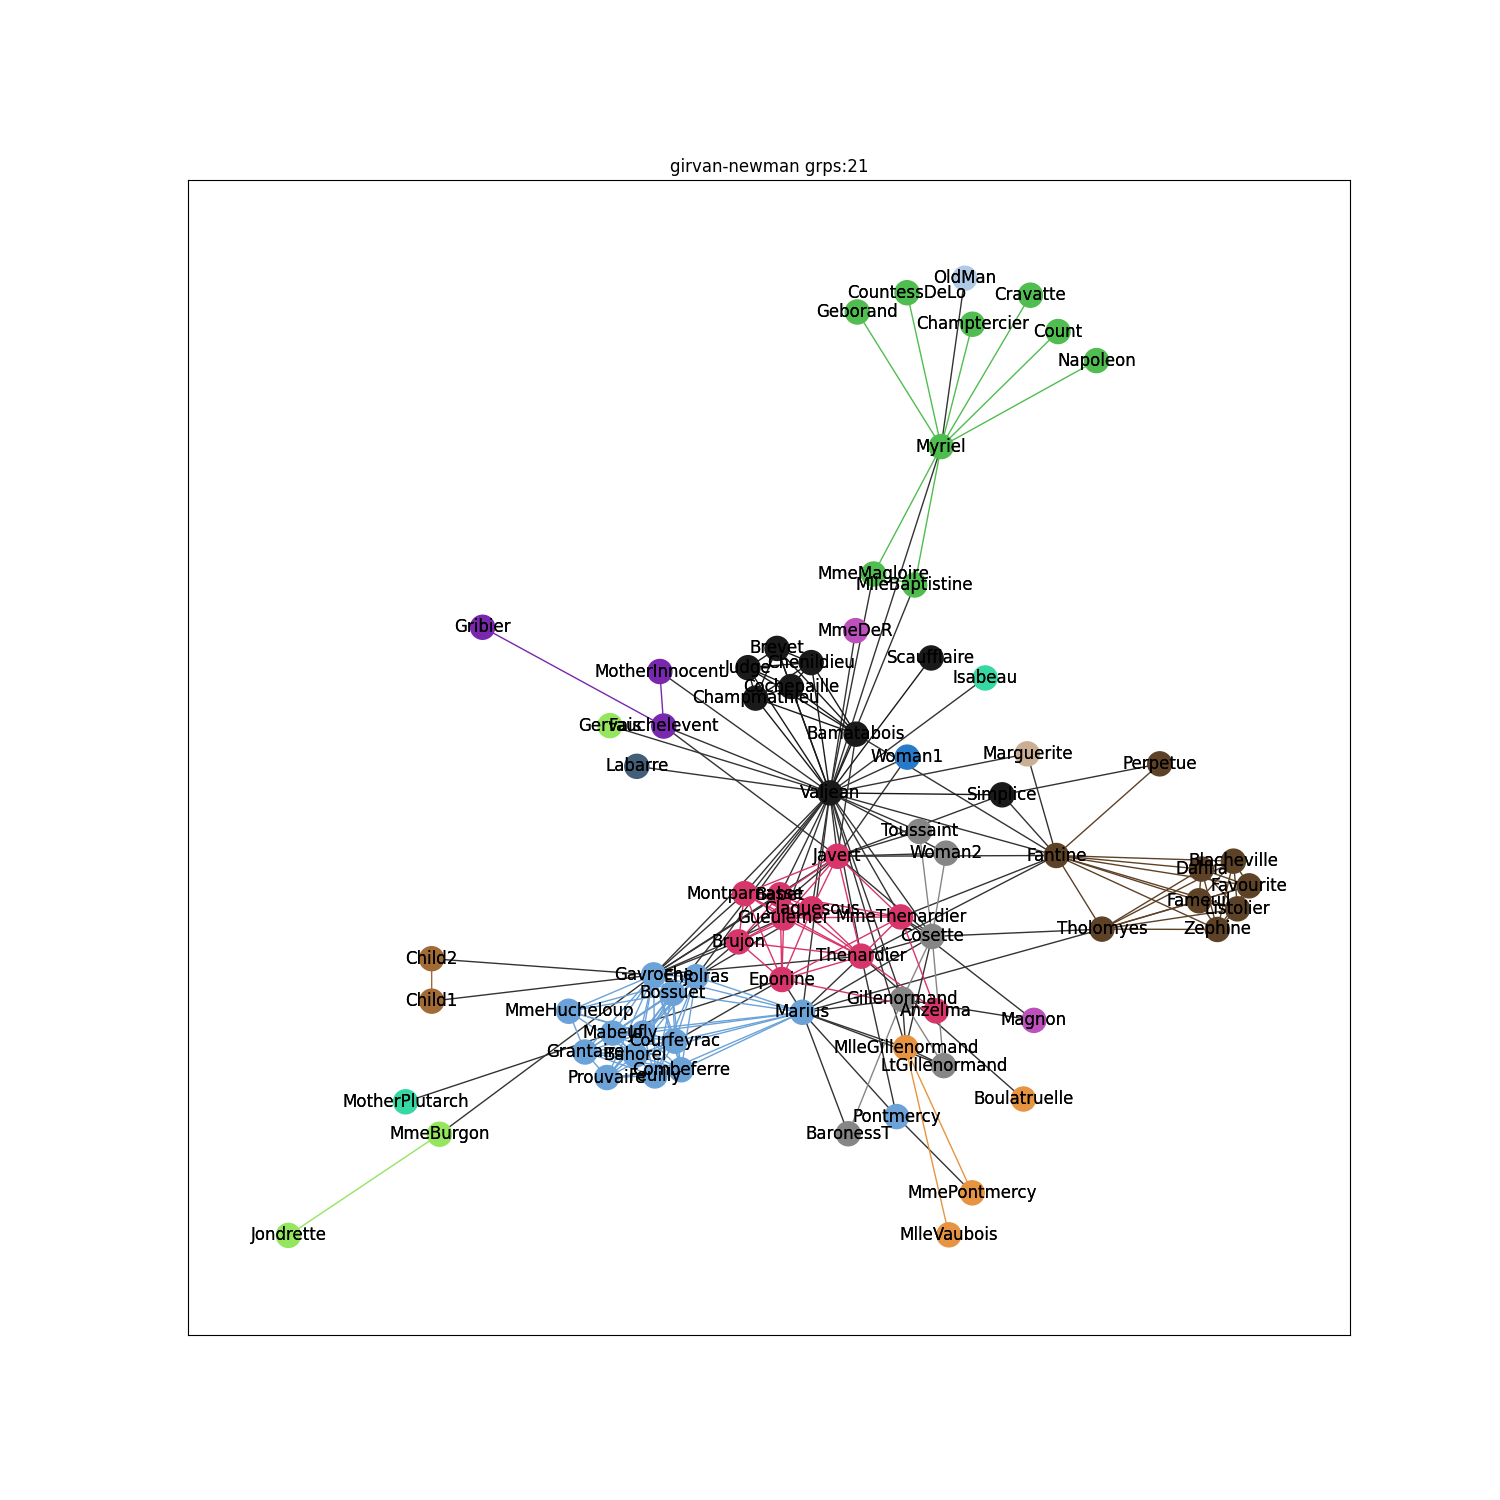 girvan-newman grps:21
OldMan
CountessDeLo
Cravatte
Geborand
Champtercier
Count
Napoleon
Myriel
MmeMagloire
MlleBaptistine
Gribier
MmeDeR
Brevet
Scaufflaire
Chenildieu
Judge
MotherInnocent
Isabeau
Cochepaille
Champmathieu
Gervais
Fauchelevent
Bamatabois
Marguerite
Woman1
Perpetue
Labarre
Valjean
Simplice
Toussaint
Woman2
Javert
Fantine
Blacheville
Dahlia
Favourite
Montparnasse
Babet
Fameuil
Claquesous
Listolier
Gueulemer
MmeThenardier
Tholomyes
Zephine
Cosette
Brujon
Thenardier
Child2
Gavroche
Enjolras
Eponine
Bossuet
Gillenormand
Child1
MmeHucheloup
Marius
Anzelma
Magnon
Mabeuf
Joly
Courfeyrac
MlleGillenormand
Grantaire
Bahorel
LtGillenormand
Combeferre
Prouvaire
Feuilly
Boulatruelle
MotherPlutarch
Pontmercy
MmeBurgon
BaronessT
MmePontmercy
Jondrette
MlleVaubois